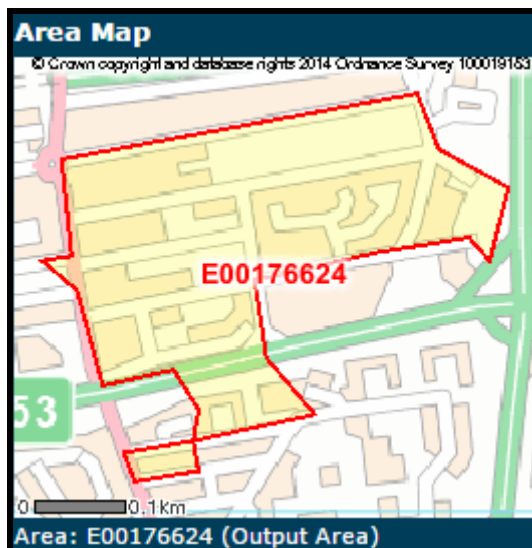 Area Map
© Crown copyright and database rights 2014 Ordnance Survey 100019153
E00176624
53
0 0.1km
Area: E00176624 (Output Area)